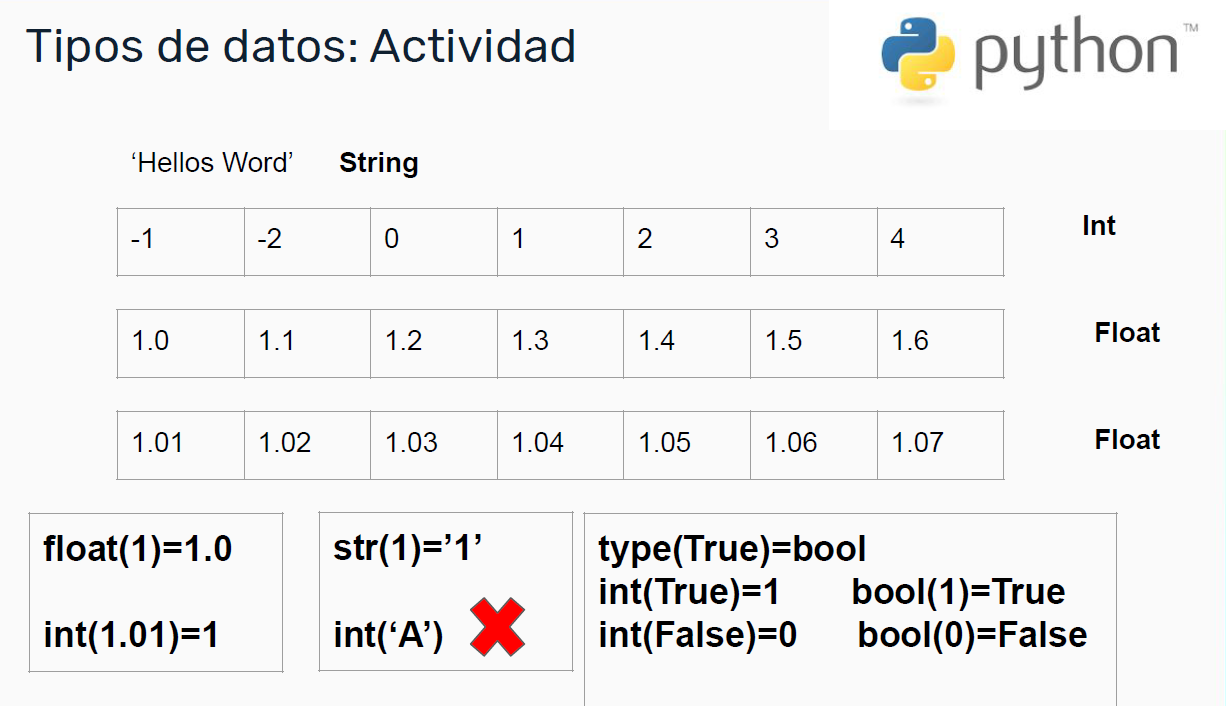 Tipos de datos: Actividad
python™
‘Hellos Word’ String
-1 -2 0 1 2 3 4 Int
1.0 1.1 1.2 1.3 1.4 1.5 1.6 Float
1.01 1.02 1.03 1.04 1.05 1.06 1.07 Float
float(1)=1.0
int(1.01)=1
str(1)=’1’
int(‘A’)
type(True)=bool
int(True)=1 bool(1)=True
int(False)=0 bool(0)=False